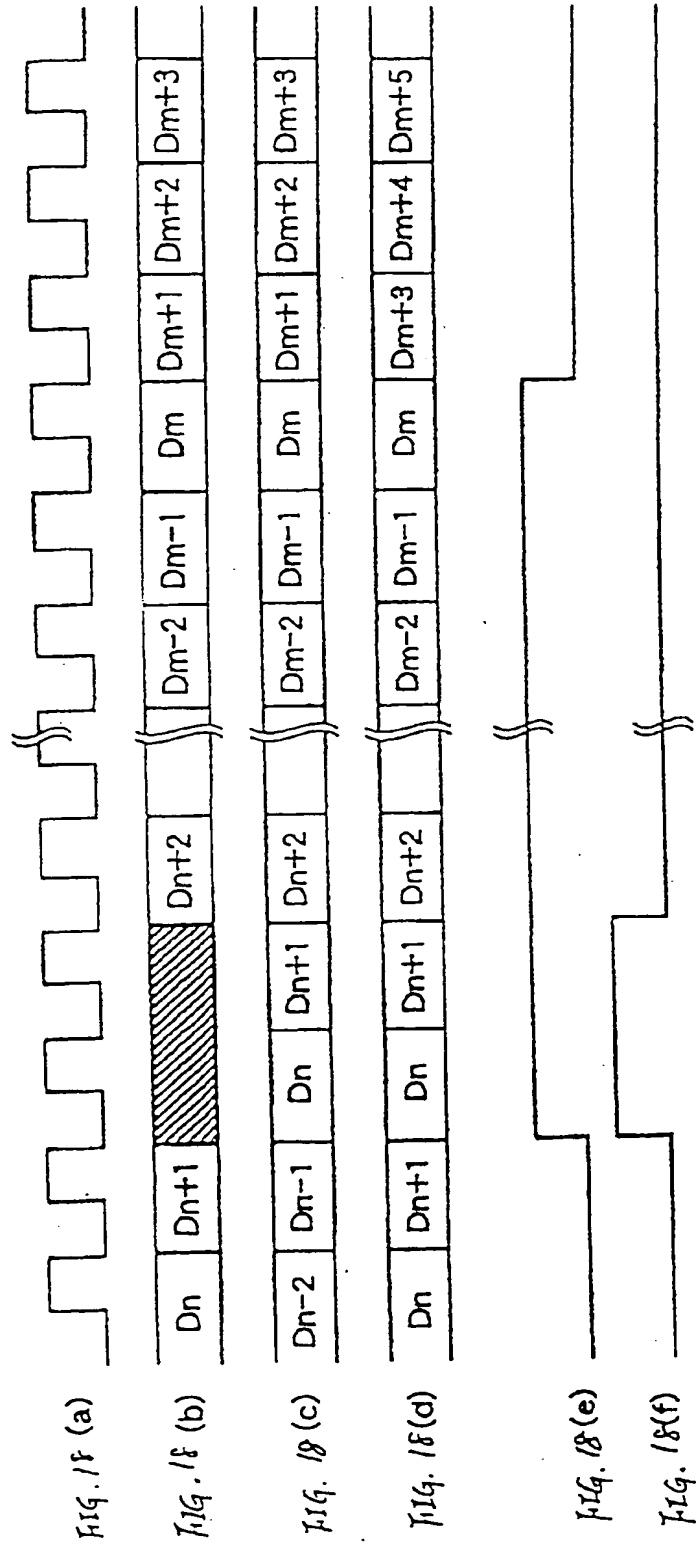 FIG. 18 (a)
FIG. 18 (b) Dn Dn+1 Dn+2 Dm-2 Dm-1 Dm Dm+1 Dm+2 Dm+3
FIG. 18 (c) Dn-2 Dn-1 Dn Dn+1 Dn+2 Dm-2 Dm-1 Dm Dm+1 Dm+2 Dm+3
FIG. 18 (d) Dn Dn+1 Dn Dn+1 Dn+2 Dm-2 Dm-1 Dm Dm+3 Dm+4 Dm+5
FIG. 18 (e)
FIG. 18 (f)